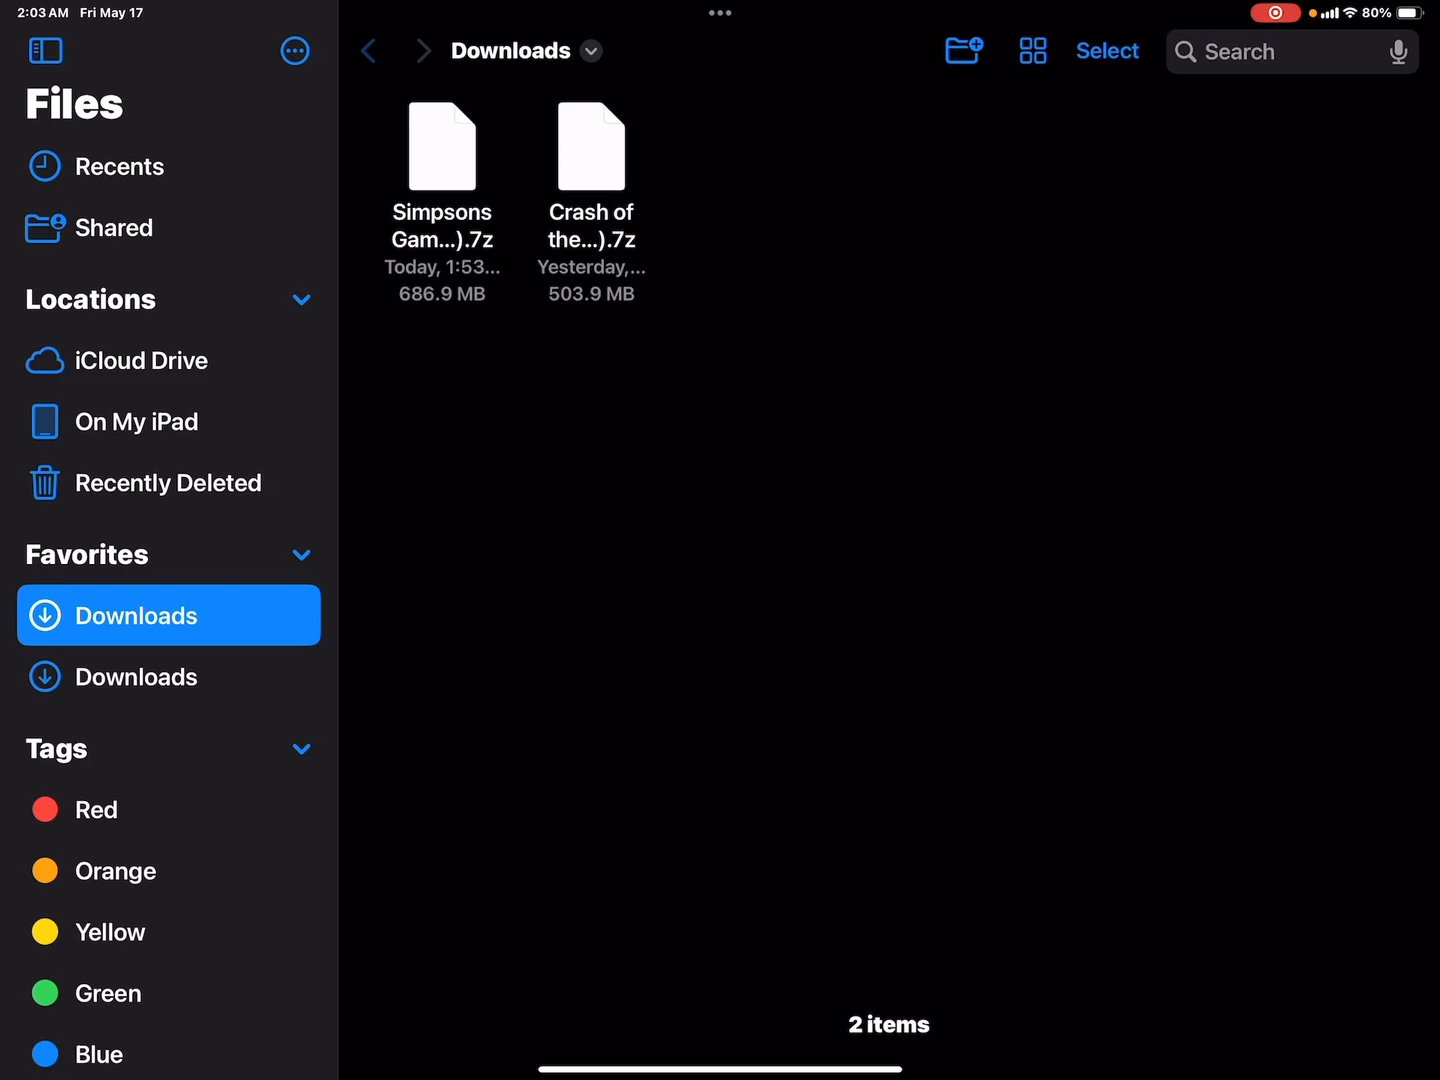 2:03 AM Fri May 17
80%
Files
Recents
Shared
Locations
iCloud Drive
On My iPad
Recently Deleted
Favorites
Downloads
Downloads
Tags
Red
Orange
Yellow
Green
Blue
Downloads
Select
Search
Simpsons
Gam...).7z
Today, 1:53...
686.9 MB
Crash of
the...).7z
Yesterday,...
503.9 MB
2 items